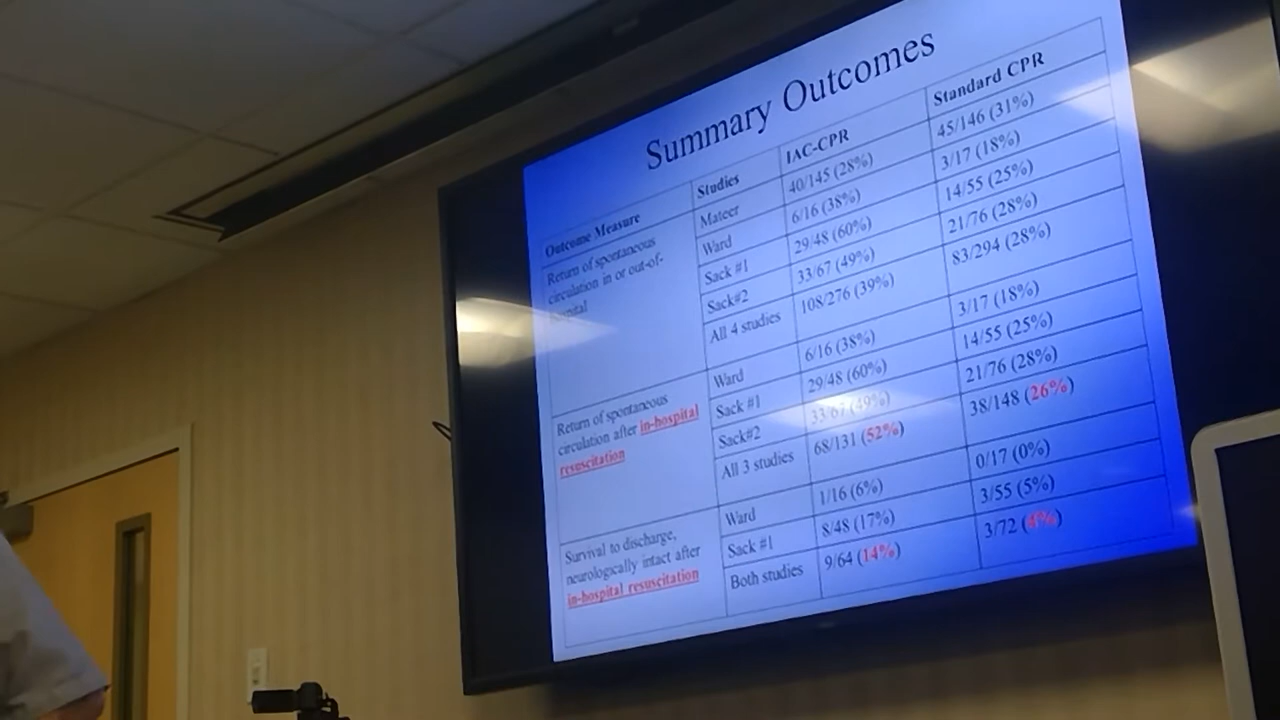 Summary Outcomes
Outcome Measure Studies IAC-CPR Standard CPR
Return of spontaneous circulation in or out-of-hospital Mateer 40/145 (28%) 45/146 (31%)
Ward 6/16 (38%) 3/17 (18%)
Sack #1 29/48 (60%) 14/55 (25%)
Sack#2 33/67 (49%) 21/76 (28%)
All 4 studies 108/276 (39%) 83/294 (28%)
Return of spontaneous circulation after in-hospital resuscitation Ward 6/16 (38%) 3/17 (18%)
Sack #1 29/48 (60%) 14/55 (25%)
Sack#2 33/67 (49%) 21/76 (28%)
All 3 studies 68/131 (52%) 38/148 (26%)
Survival to discharge, neurologically intact after in-hospital resuscitation Ward 1/16 (6%) 0/17 (0%)
Sack #1 8/48 (17%) 3/55 (5%)
Both studies 9/64 (14%) 3/72 (4%)